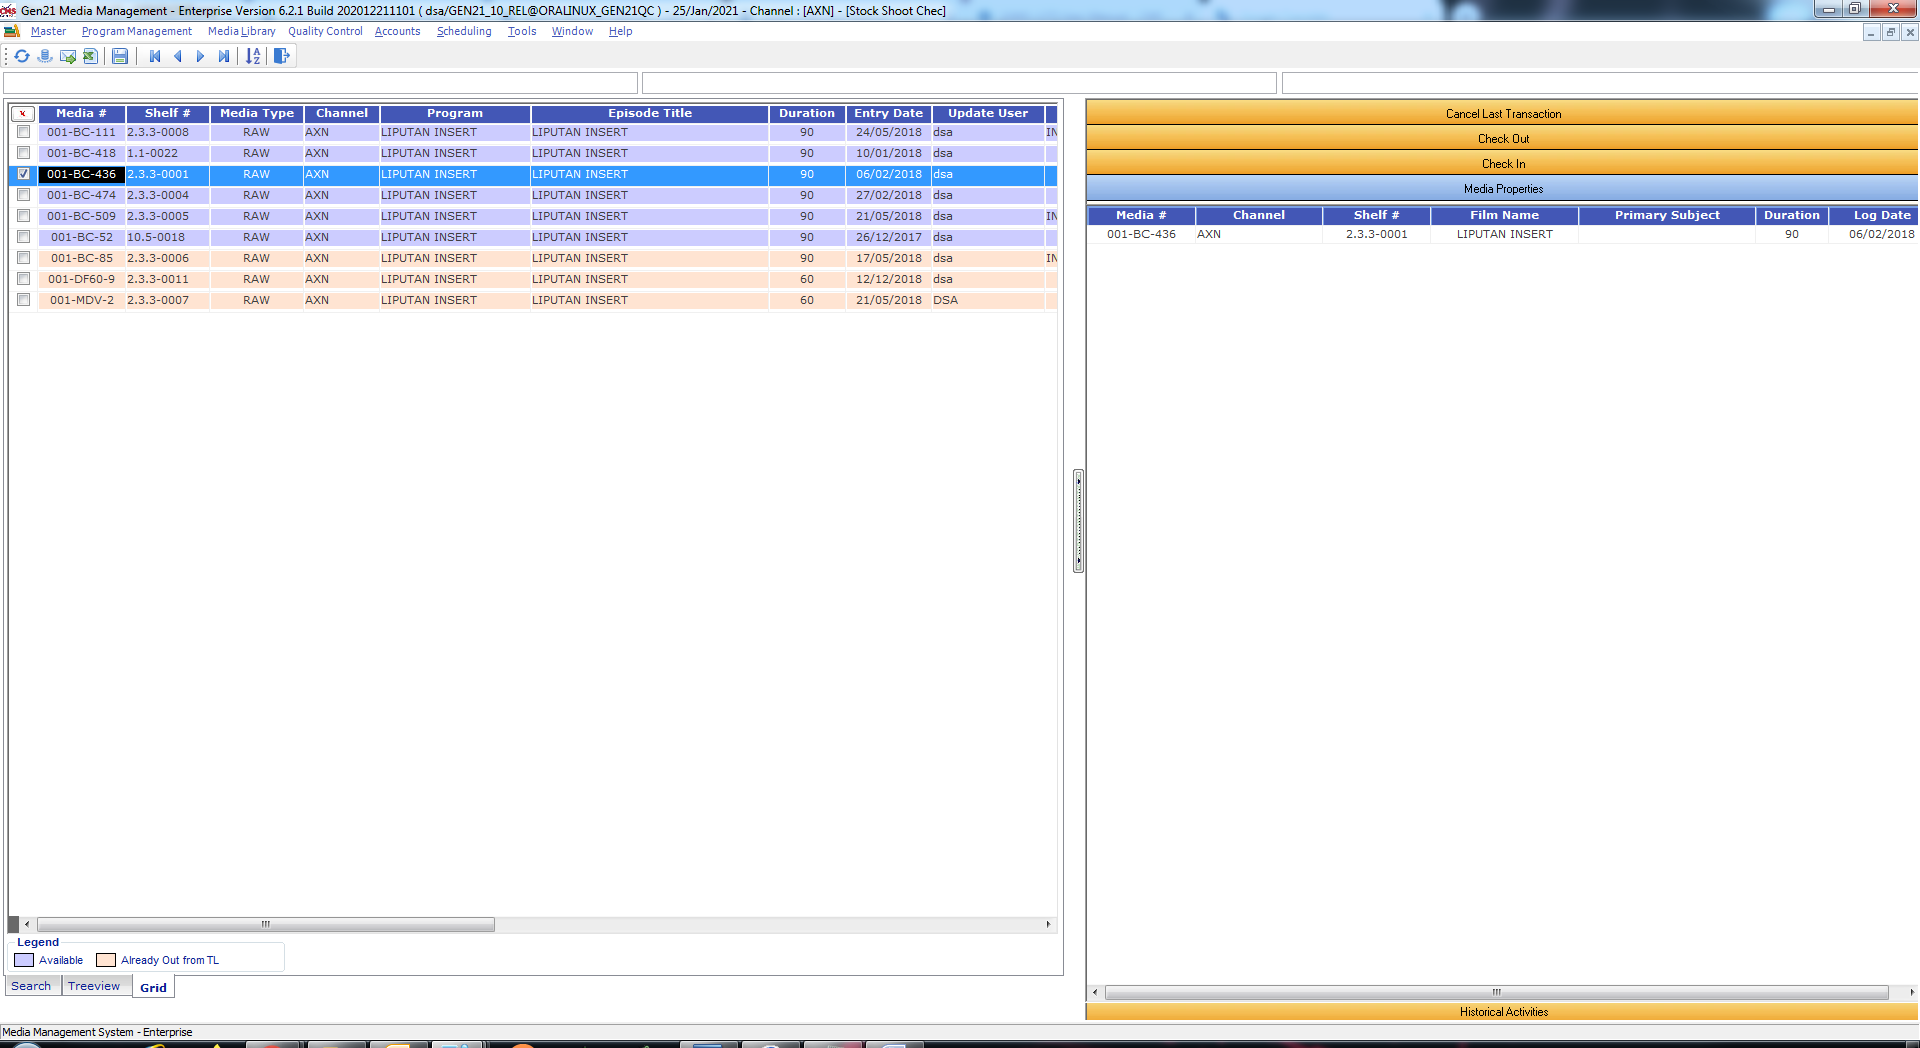 Gen21 Media Management - Enterprise Version 6.2.1 Build 202012211101 ( dsa/GEN21_10_REL@ORALINUX_GEN21QC ) - 25/Jan/2021 - Channel : [AXN] - [Stock Shoot Chec]
Master Program Management Media Library Quality Control Accounts Scheduling Tools Window Help
x Media # Shelf # Media Type Channel Program Episode Title Duration Entry Date Update User
001-BC-111 2.3.3-0008 RAW AXN LIPUTAN INSERT LIPUTAN INSERT 90 24/05/2018 dsa IN
001-BC-418 1.1-0022 RAW AXN LIPUTAN INSERT LIPUTAN INSERT 90 10/01/2018 dsa
001-BC-436 2.3.3-0001 RAW AXN LIPUTAN INSERT LIPUTAN INSERT 90 06/02/2018 dsa
001-BC-474 2.3.3-0004 RAW AXN LIPUTAN INSERT LIPUTAN INSERT 90 27/02/2018 dsa
001-BC-509 2.3.3-0005 RAW AXN LIPUTAN INSERT LIPUTAN INSERT 90 21/05/2018 dsa IN
001-BC-52 10.5-0018 RAW AXN LIPUTAN INSERT LIPUTAN INSERT 90 26/12/2017 dsa
001-BC-85 2.3.3-0006 RAW AXN LIPUTAN INSERT LIPUTAN INSERT 90 17/05/2018 dsa IN
001-DF60-9 2.3.3-0011 RAW AXN LIPUTAN INSERT LIPUTAN INSERT 60 12/12/2018 dsa
001-MDV-2 2.3.3-0007 RAW AXN LIPUTAN INSERT LIPUTAN INSERT 60 21/05/2018 DSA
Legend
Available Already Out from TL
Search Treeview Grid
Cancel Last Transaction
Check Out
Check In
Media Properties
Media # Channel Shelf # Film Name Primary Subject Duration Log Date
001-BC-436 AXN 2.3.3-0001 LIPUTAN INSERT 90 06/02/2018
Historical Activities
Media Management System - Enterprise